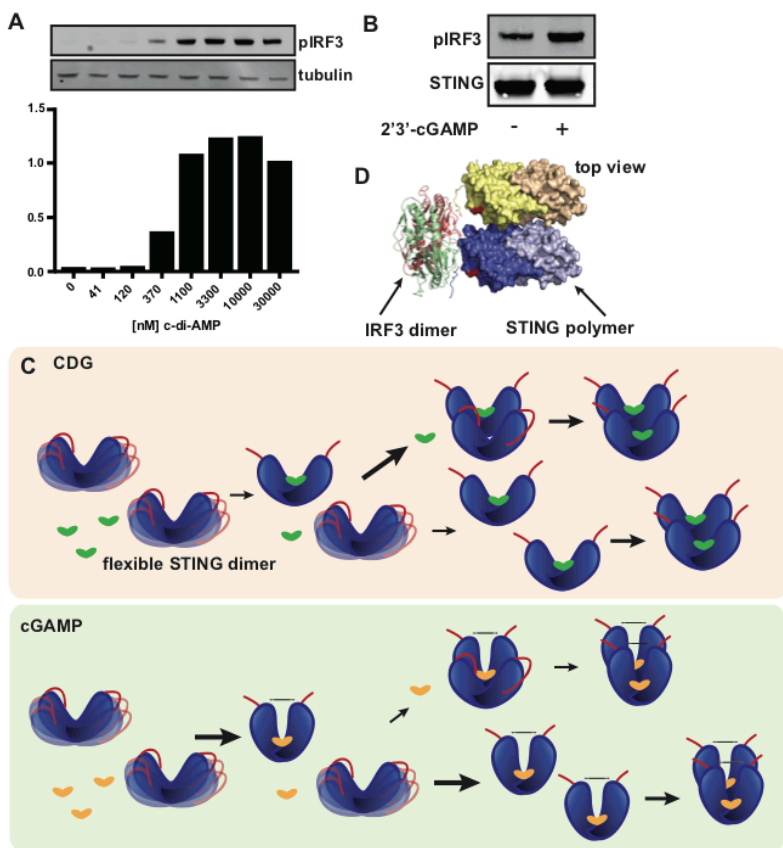 A
pIRF3
tubulin
1.5
1.0
0.5
0.0
0 41 120 370 1100 3300 10000 30000
[nM] c-di-AMP
B
pIRF3
STING
2'3'-cGAMP - +
D
top view
IRF3 dimer
STING polymer
C CDG
flexible STING dimer
cGAMP